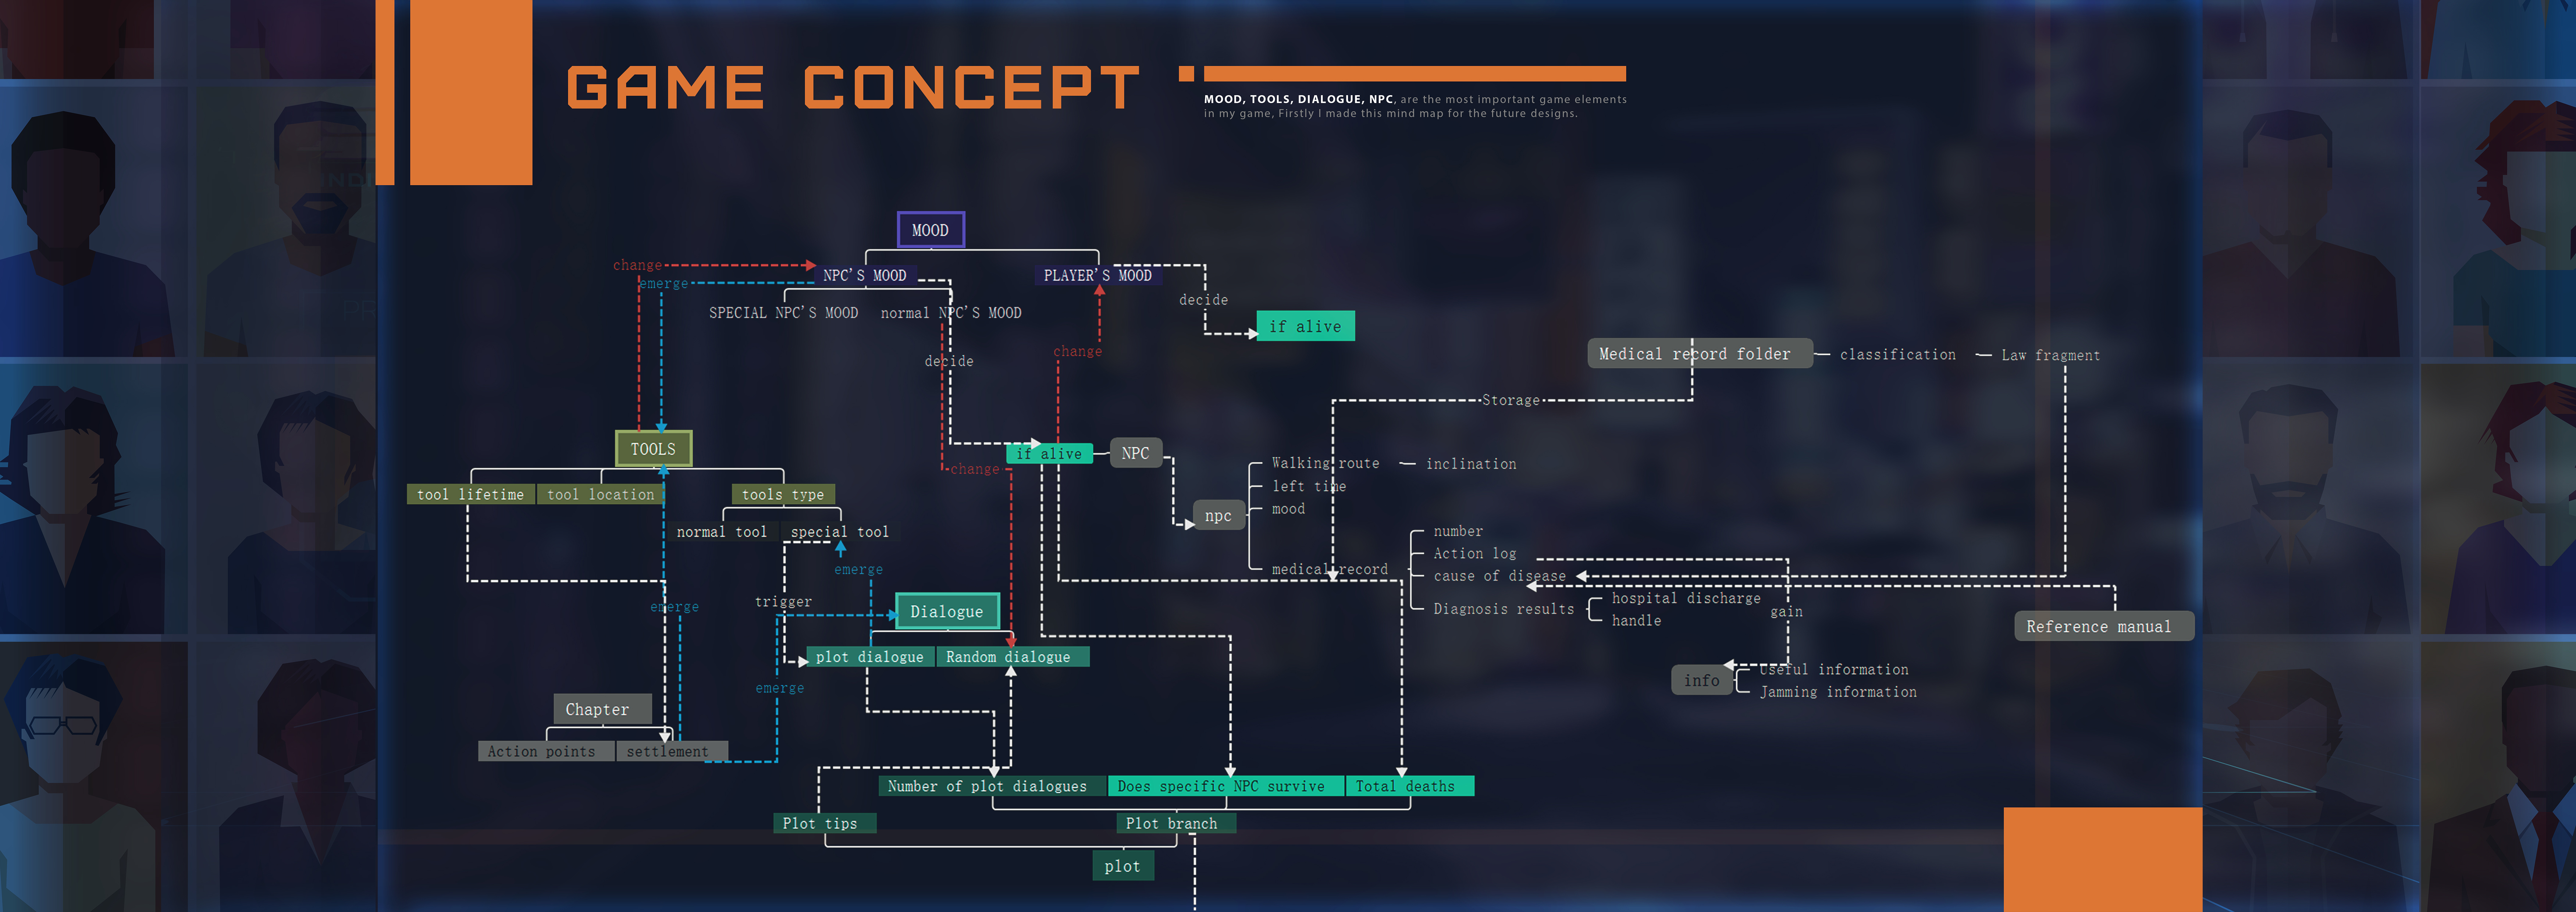 GAME CONCEPT
MOOD, TOOLS, DIALOGUE, NPC, are the most important game elements
in my game, Firstly I made this mind map for the future designs.
MOOD
change
NPC'S MOOD
PLAYER'S MOOD
emerge
decide
SPECIAL NPC'S MOOD
normal NPC'S MOOD
if alive
change
decide
Medical record folder
classification
Law fragment
Storage
TOOLS
if alive
NPC
change
Walking route
inclination
left time
mood
npc
medical record
tool lifetime
tool location
tools type
normal tool
special tool
number
Action log
cause of disease
Diagnosis results
hospital discharge
handle
gain
emerge
emerge
trigger
Dialogue
Reference manual
plot dialogue
Random dialogue
info
Useful information
Jamming information
emerge
Chapter
Action points
settlement
Number of plot dialogues
Does specific NPC survive
Total deaths
Plot tips
Plot branch
plot